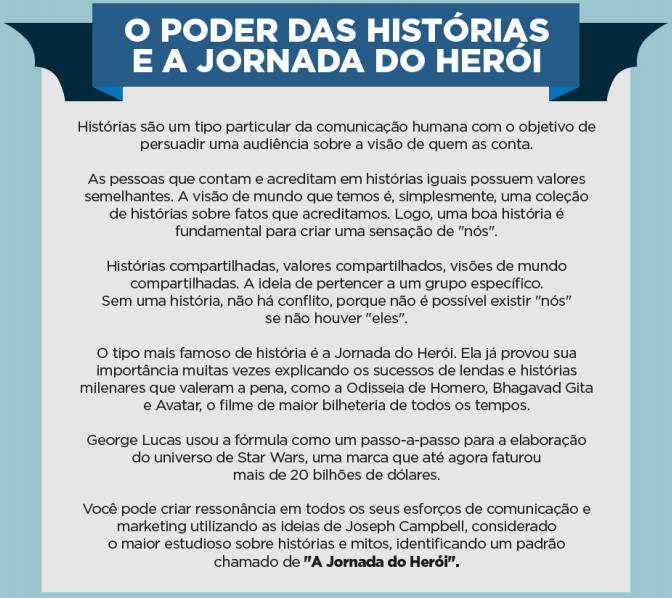 O PODER DAS HISTÓRIAS
E A JORNADA DO HERÓI
Histórias são um tipo particular da comunicação humana com o objetivo de
persuadir uma audiência sobre a visão de quem as conta.
As pessoas que contam e acreditam em histórias iguais possuem valores
semelhantes. A visão de mundo que temos é, simplesmente, uma coleção
de histórias sobre fatos que acreditamos. Logo, uma boa história é
fundamental para criar uma sensação de "nós".
Histórias compartilhadas, valores compartilhados, visões de mundo
compartilhadas. A ideia de pertencer a um grupo específico.
Sem uma história, não há conflito, porque não é possível existir "nós"
se não houver "eles".
O tipo mais famoso de história é a Jornada do Herói. Ela já provou sua
importância muitas vezes explicando os sucessos de lendas e histórias
milenares que valeram a pena, como a Odisseia de Homero, Bhagavad Gita
e Avatar, o filme de maior bilheteria de todos os tempos.
George Lucas usou a fórmula como um passo-a-passo para a elaboração
do universo de Star Wars, uma marca que até agora faturou
mais de 20 bilhões de dólares.
Você pode criar ressonância em todos os seus esforços de comunicação e
marketing utilizando as ideias de Joseph Campbell, considerado
o maior estudioso sobre histórias e mitos, identificando um padrão
chamado de "A Jornada do Herói".